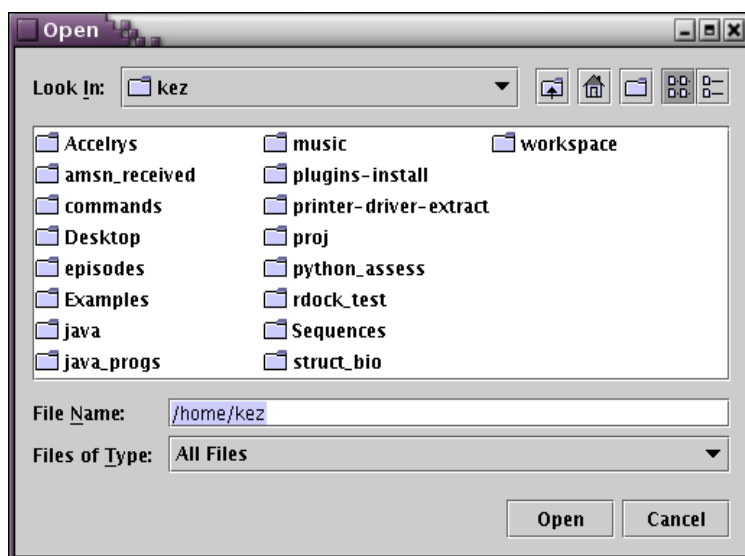 Open
Look In: kez
Accelrys music workspace
amsn_received plugins-install
commands printer-driver-extract
Desktop proj
episodes python_assess
Examples rdock_test
java Sequences
java_progs struct_bio
File Name: /home/kez
Files of Type: All Files
Open Cancel